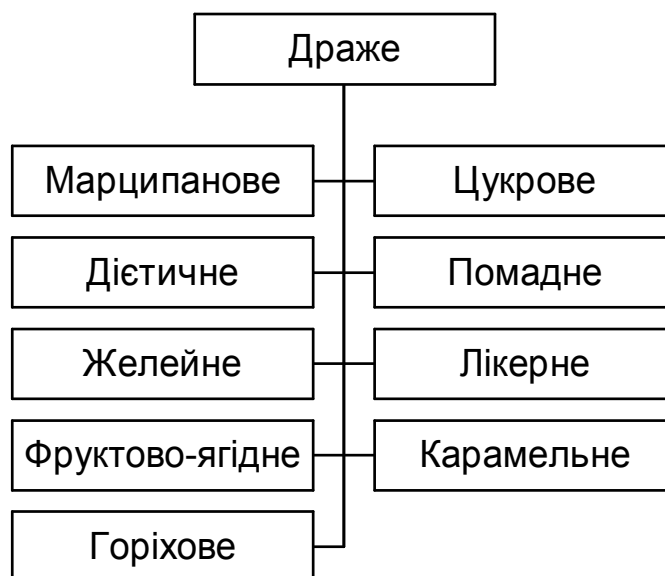 Драже
Марципанове
Цукрове
Дієтичне
Помадне
Желейне
Лікерне
Фруктово-ягідне
Карамельне
Горіхове